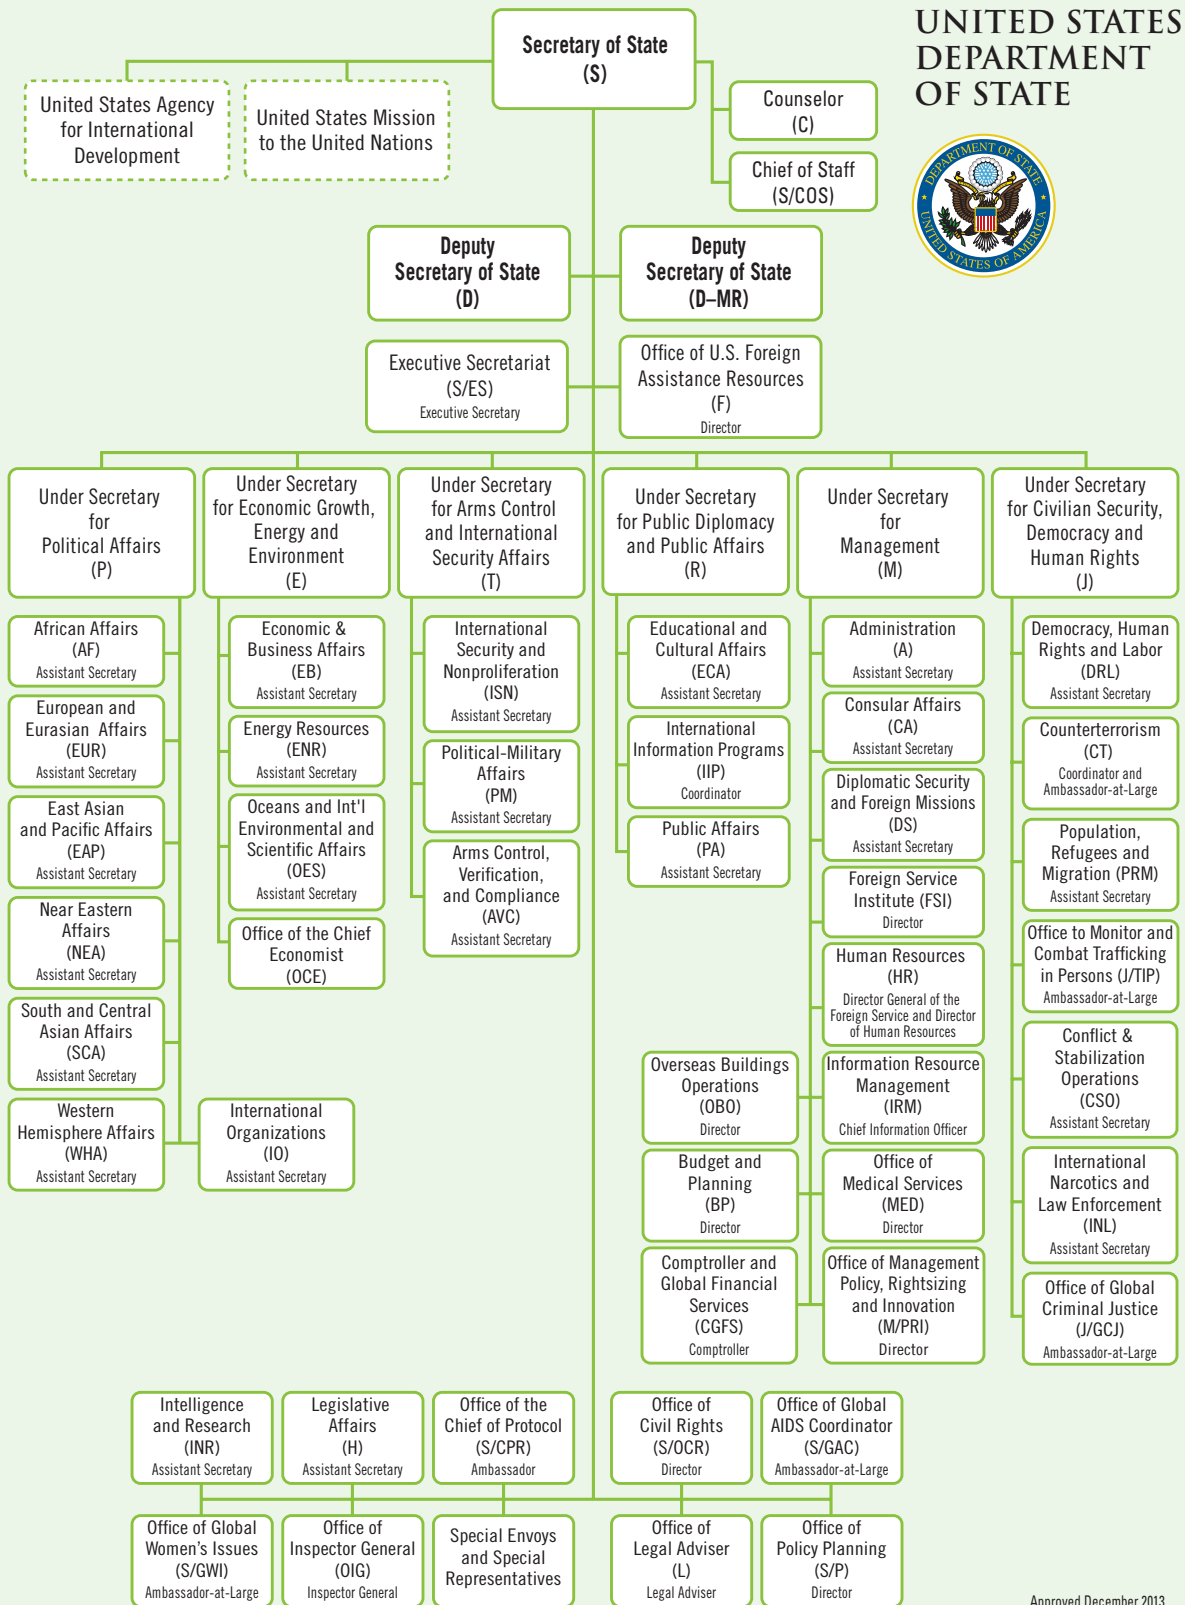 UNITED STATES
DEPARTMENT
OF STATE
DEPARTMENT OF STATE
UNITED STATES OF AMERICA
Secretary of State
(S)
United States Agency
for International
Development
United States Mission
to the United Nations
Counselor
(C)
Chief of Staff
(S/COS)
Deputy
Secretary of State
(D)
Deputy
Secretary of State
(D–MR)
Executive Secretariat
(S/ES)
Executive Secretary
Office of U.S. Foreign
Assistance Resources
(F)
Director
Under Secretary
for
Political Affairs
(P)
Under Secretary
for Economic Growth,
Energy and
Environment
(E)
Under Secretary
for Arms Control
and International
Security Affairs
(T)
Under Secretary
for Public Diplomacy
and Public Affairs
(R)
Under Secretary
for
Management
(M)
Under Secretary
for Civilian Security,
Democracy and
Human Rights
(J)
African Affairs
(AF)
Assistant Secretary
European and
Eurasian Affairs
(EUR)
Assistant Secretary
East Asian
and Pacific Affairs
(EAP)
Assistant Secretary
Near Eastern
Affairs
(NEA)
Assistant Secretary
South and Central
Asian Affairs
(SCA)
Assistant Secretary
Western
Hemisphere Affairs
(WHA)
Assistant Secretary
International
Organizations
(IO)
Assistant Secretary
Economic &
Business Affairs
(EB)
Assistant Secretary
Energy Resources
(ENR)
Assistant Secretary
Oceans and Int'l
Environmental and
Scientific Affairs
(OES)
Assistant Secretary
Office of the Chief
Economist
(OCE)
International
Security and
Nonproliferation
(ISN)
Assistant Secretary
Political-Military
Affairs
(PM)
Assistant Secretary
Arms Control,
Verification,
and Compliance
(AVC)
Assistant Secretary
Educational and
Cultural Affairs
(ECA)
Assistant Secretary
International
Information Programs
(IIP)
Coordinator
Public Affairs
(PA)
Assistant Secretary
Administration
(A)
Assistant Secretary
Consular Affairs
(CA)
Assistant Secretary
Diplomatic Security
and Foreign Missions
(DS)
Assistant Secretary
Foreign Service
Institute (FSI)
Director
Human Resources
(HR)
Director General of the
Foreign Service and Director
of Human Resources
Overseas Buildings
Operations
(OBO)
Director
Information Resource
Management
(IRM)
Chief Information Officer
Budget and
Planning
(BP)
Director
Office of
Medical Services
(MED)
Director
Comptroller and
Global Financial
Services
(CGFS)
Comptroller
Office of Management
Policy, Rightsizing
and Innovation
(M/PRI)
Director
Democracy, Human
Rights and Labor
(DRL)
Assistant Secretary
Counterterrorism
(CT)
Coordinator and
Ambassador-at-Large
Population,
Refugees and
Migration (PRM)
Assistant Secretary
Office to Monitor and
Combat Trafficking
in Persons (J/TIP)
Ambassador-at-Large
Conflict &
Stabilization
Operations
(CSO)
Assistant Secretary
International
Narcotics and
Law Enforcement
(INL)
Assistant Secretary
Office of Global
Criminal Justice
(J/GCJ)
Ambassador-at-Large
Intelligence
and Research
(INR)
Assistant Secretary
Legislative
Affairs
(H)
Assistant Secretary
Office of the
Chief of Protocol
(S/CPR)
Ambassador
Office of
Civil Rights
(S/OCR)
Director
Office of Global
AIDS Coordinator
(S/GAC)
Ambassador-at-Large
Office of Global
Women's Issues
(S/GWI)
Ambassador-at-Large
Office of
Inspector General
(OIG)
Inspector General
Special Envoys
and Special
Representatives
Office of
Legal Adviser
(L)
Legal Adviser
Office of
Policy Planning
(S/P)
Director
Approved December 2013